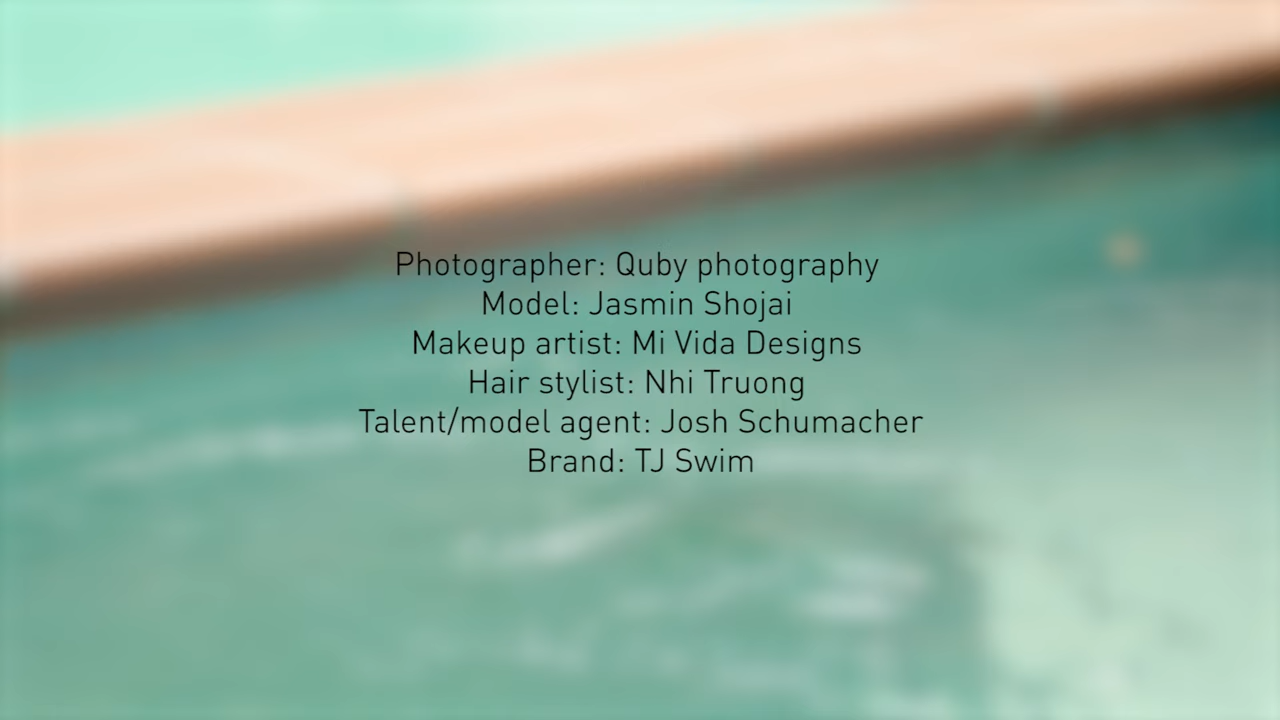 Photographer: Quby photography
Model: Jasmin Shojai
Makeup artist: Mi Vida Designs
Hair stylist: Nhi Truong
Talent/model agent: Josh Schumacher
Brand: TJ Swim